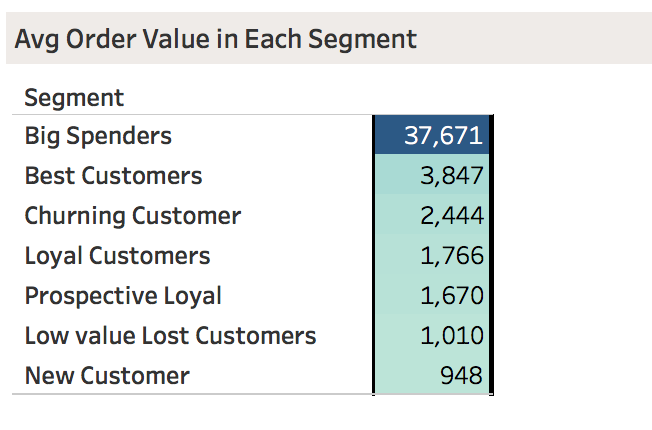 Avg Order Value in Each Segment
Segment
Big Spenders 37,671
Best Customers 3,847
Churning Customer 2,444
Loyal Customers 1,766
Prospective Loyal 1,670
Low value Lost Customers 1,010
New Customer 948